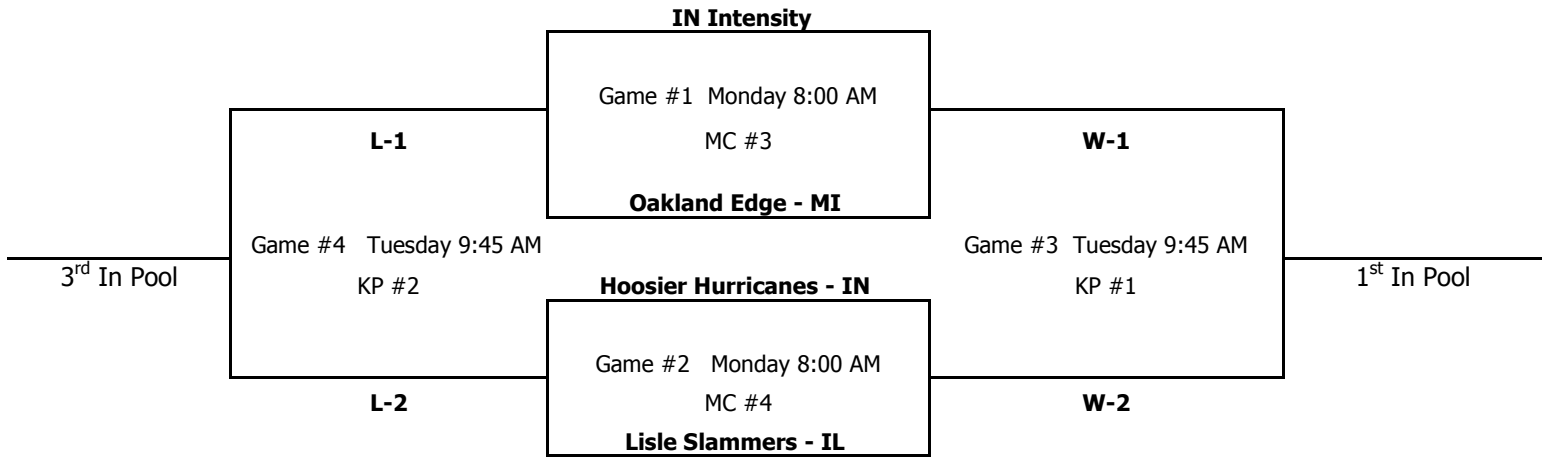 IN Intensity
Game #1 Monday 8:00 AM
MC #3
L-1
W-1
Oakland Edge - MI
Game #4 Tuesday 9:45 AM
KP #2
3rd In Pool
Game #3 Tuesday 9:45 AM
KP #1
1st In Pool
Hoosier Hurricanes - IN
Game #2 Monday 8:00 AM
MC #4
L-2
W-2
Lisle Slammers - IL